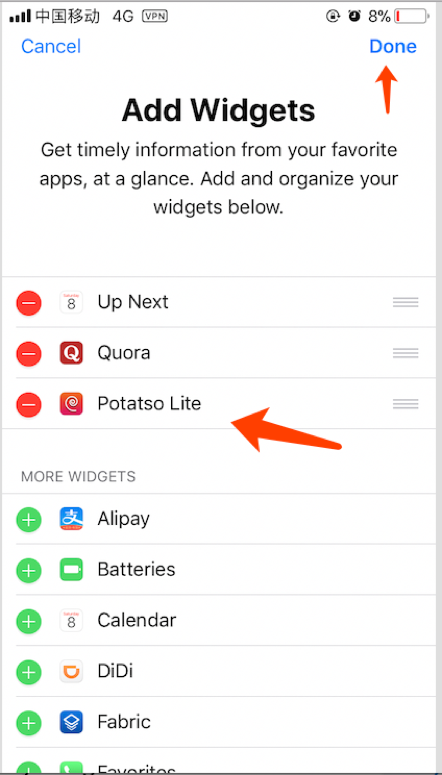 中国移动 4G VPN 8%
Cancel Done
Add Widgets
Get timely information from your favorite
apps, at a glance. Add and organize your
widgets below.
8 Up Next
Q Quora
Potatso Lite
MORE WIDGETS
支 Alipay
Batteries
8 Calendar
DiDi
Fabric
Favorites